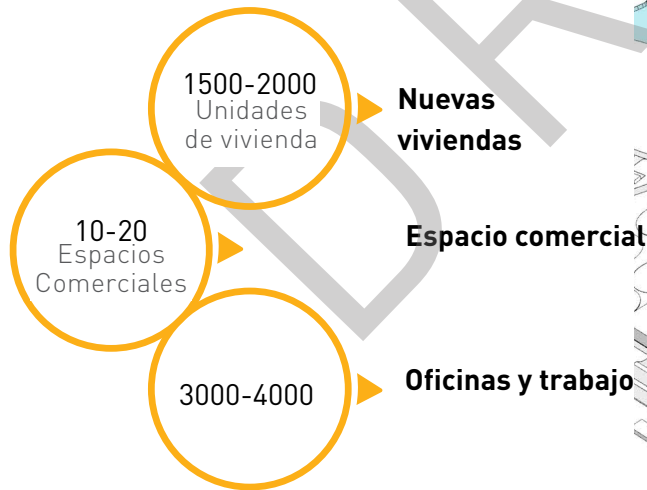 1500-2000
Unidades
de vivienda
Nuevas
viviendas
10-20
Espacios
Comerciales
Espacio comercial
3000-4000
Oficinas y trabajo